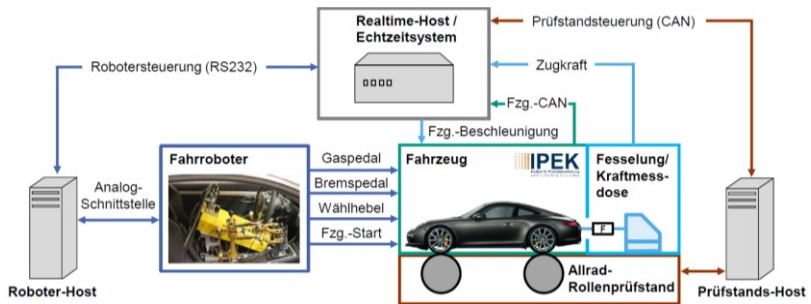 Realtime-Host /
Echtzeitsystem
Robotersteuerung (RS232)
Prüfstandsteuerung (CAN)
Zugkraft
Fzg.-CAN
Fzg.-Beschleunigung
Fahrroboter
Gaspedal
Bremspedal
Wählhebel
Fzg.-Start
Analog-
Schnittstelle
Fahrzeug
IPEK
Fesselung/
Kraftmess-
dose
F
Allrad-
Rollenprüfstand
Roboter-Host
Prüfstands-Host